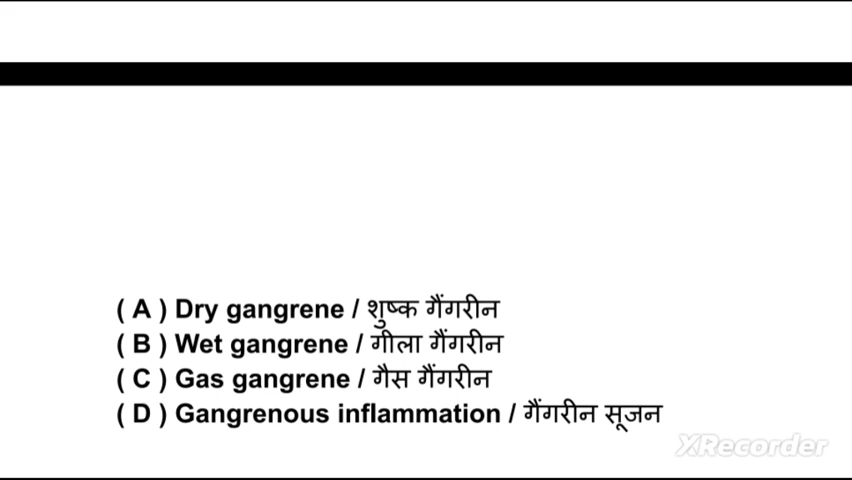 ( A ) Dry gangrene / शुष्क गैंगरीन
( B ) Wet gangrene / गीला गैंगरीन
( C ) Gas gangrene / गैस गैंगरीन
( D ) Gangrenous inflammation / गैंगरीन सूजन
XRecorder